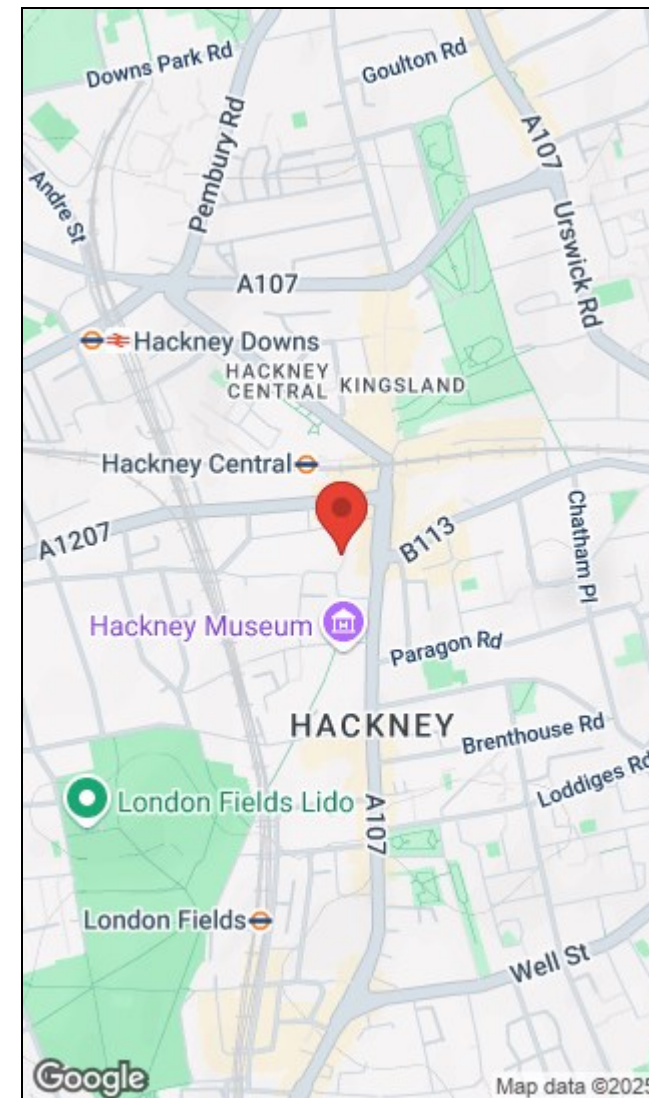 Downs Park Rd
Goulton Rd
A107
Pembury Rd
Andre St
Urswick Rd
A107
Hackney Downs
HACKNEY
CENTRAL
KINGSLAND
Hackney Central
A1207
B113
Chatham Pl
Hackney Museum
Paragon Rd
HACKNEY
Brenthouse Rd
Loddiges Rd
London Fields Lido
A107
London Fields
Well St
Google
Map data ©2025